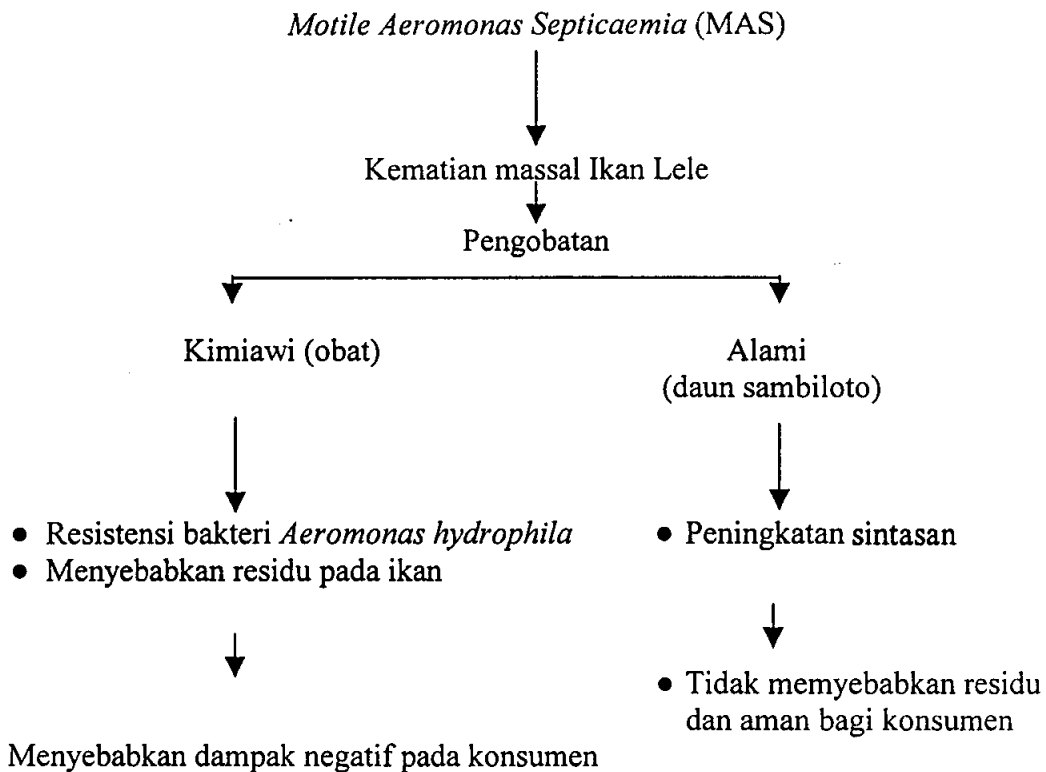 Motile Aeromonas Septicaemia (MAS)
Kematian massal Ikan Lele
Pengobatan
Kimiawi (obat)
Alami
(daun sambiloto)
• Resistensi bakteri Aeromonas hydrophila
• Menyebabkan residu pada ikan
• Peningkatan sintasan
• Tidak memyebabkan residu
dan aman bagi konsumen
Menyebabkan dampak negatif pada konsumen